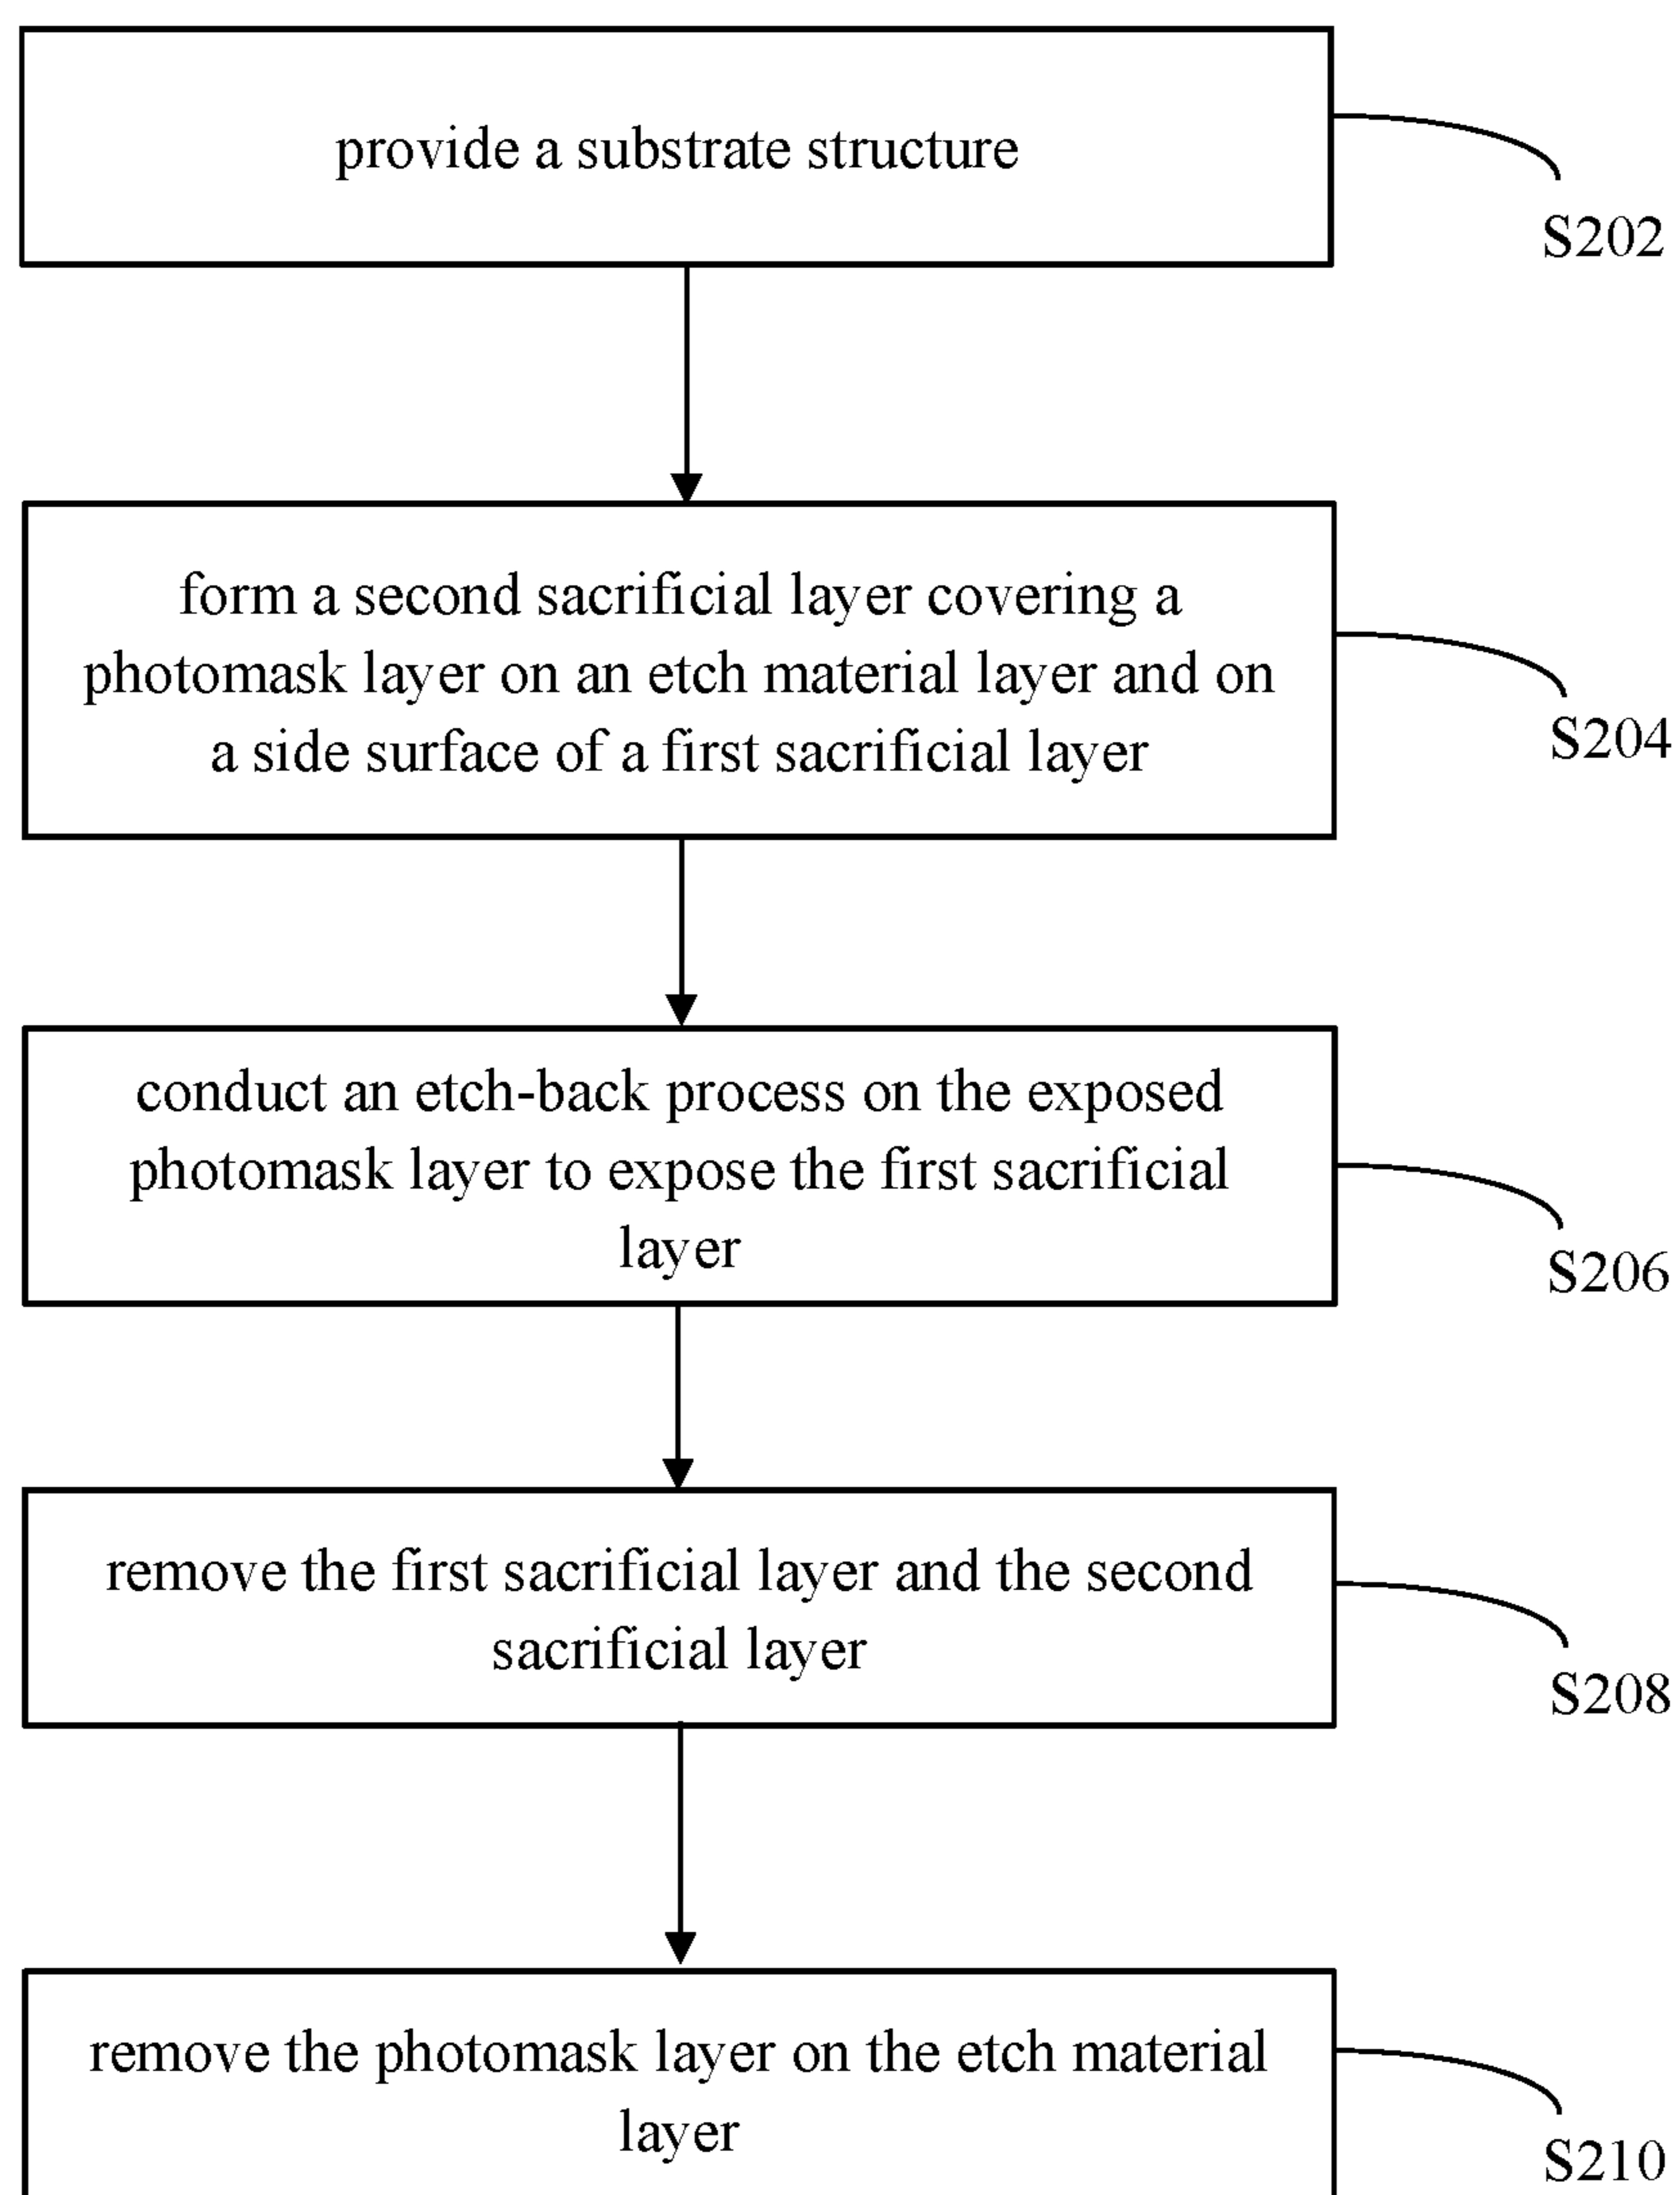 provide a substrate structure
S202
form a second sacrificial layer covering a
photomask layer on an etch material layer and on
a side surface of a first sacrificial layer
S204
conduct an etch-back process on the exposed
photomask layer to expose the first sacrificial
layer
S206
remove the first sacrificial layer and the second
sacrificial layer
S208
remove the photomask layer on the etch material
layer
S210